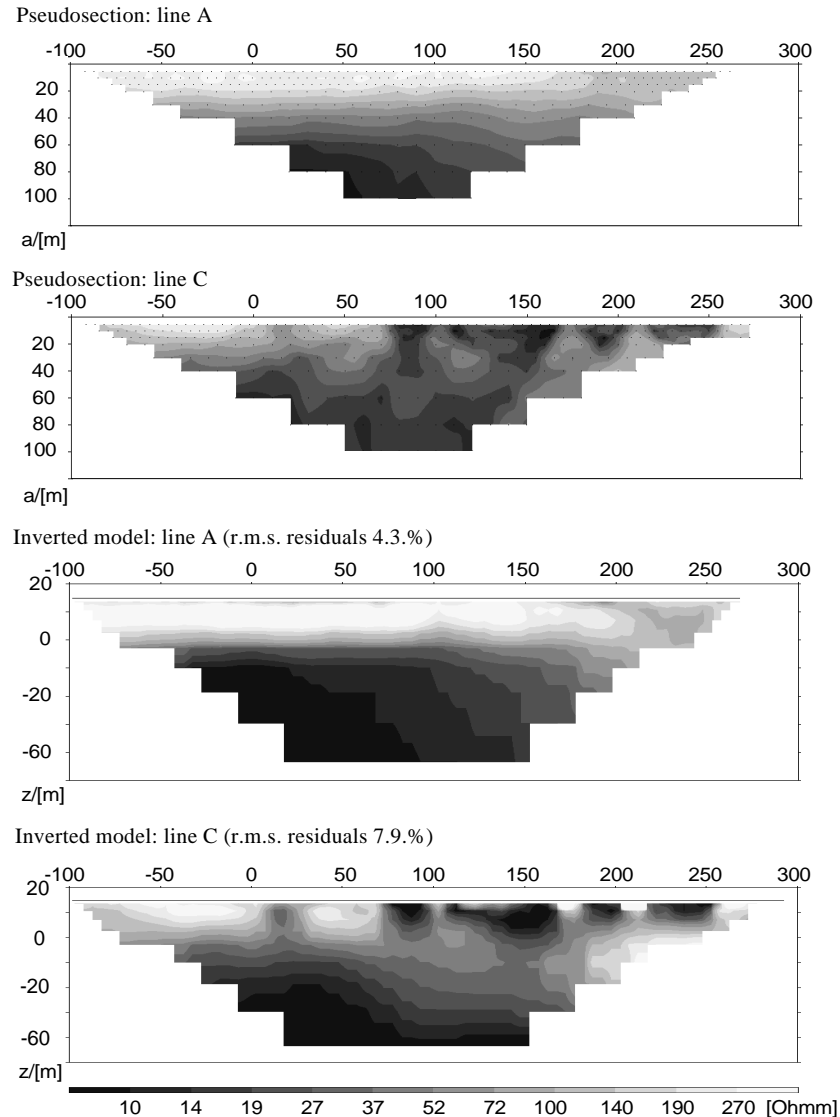 Pseudosection: line A
-100 -50 0 50 100 150 200 250 300
20
40
60
80
100
a/[m]
Pseudosection: line C
-100 -50 0 50 100 150 200 250 300
20
40
60
80
100
a/[m]
Inverted model: line A (r.m.s. residuals 4.3.%)
-100 -50 0 50 100 150 200 250 300
20
0
-20
-60
z/[m]
Inverted model: line C (r.m.s. residuals 7.9.%)
-100 -50 0 50 100 150 200 250 300
20
0
-20
-60
z/[m]
10 14 19 27 37 52 72 100 140 190 270 [Ohmm]